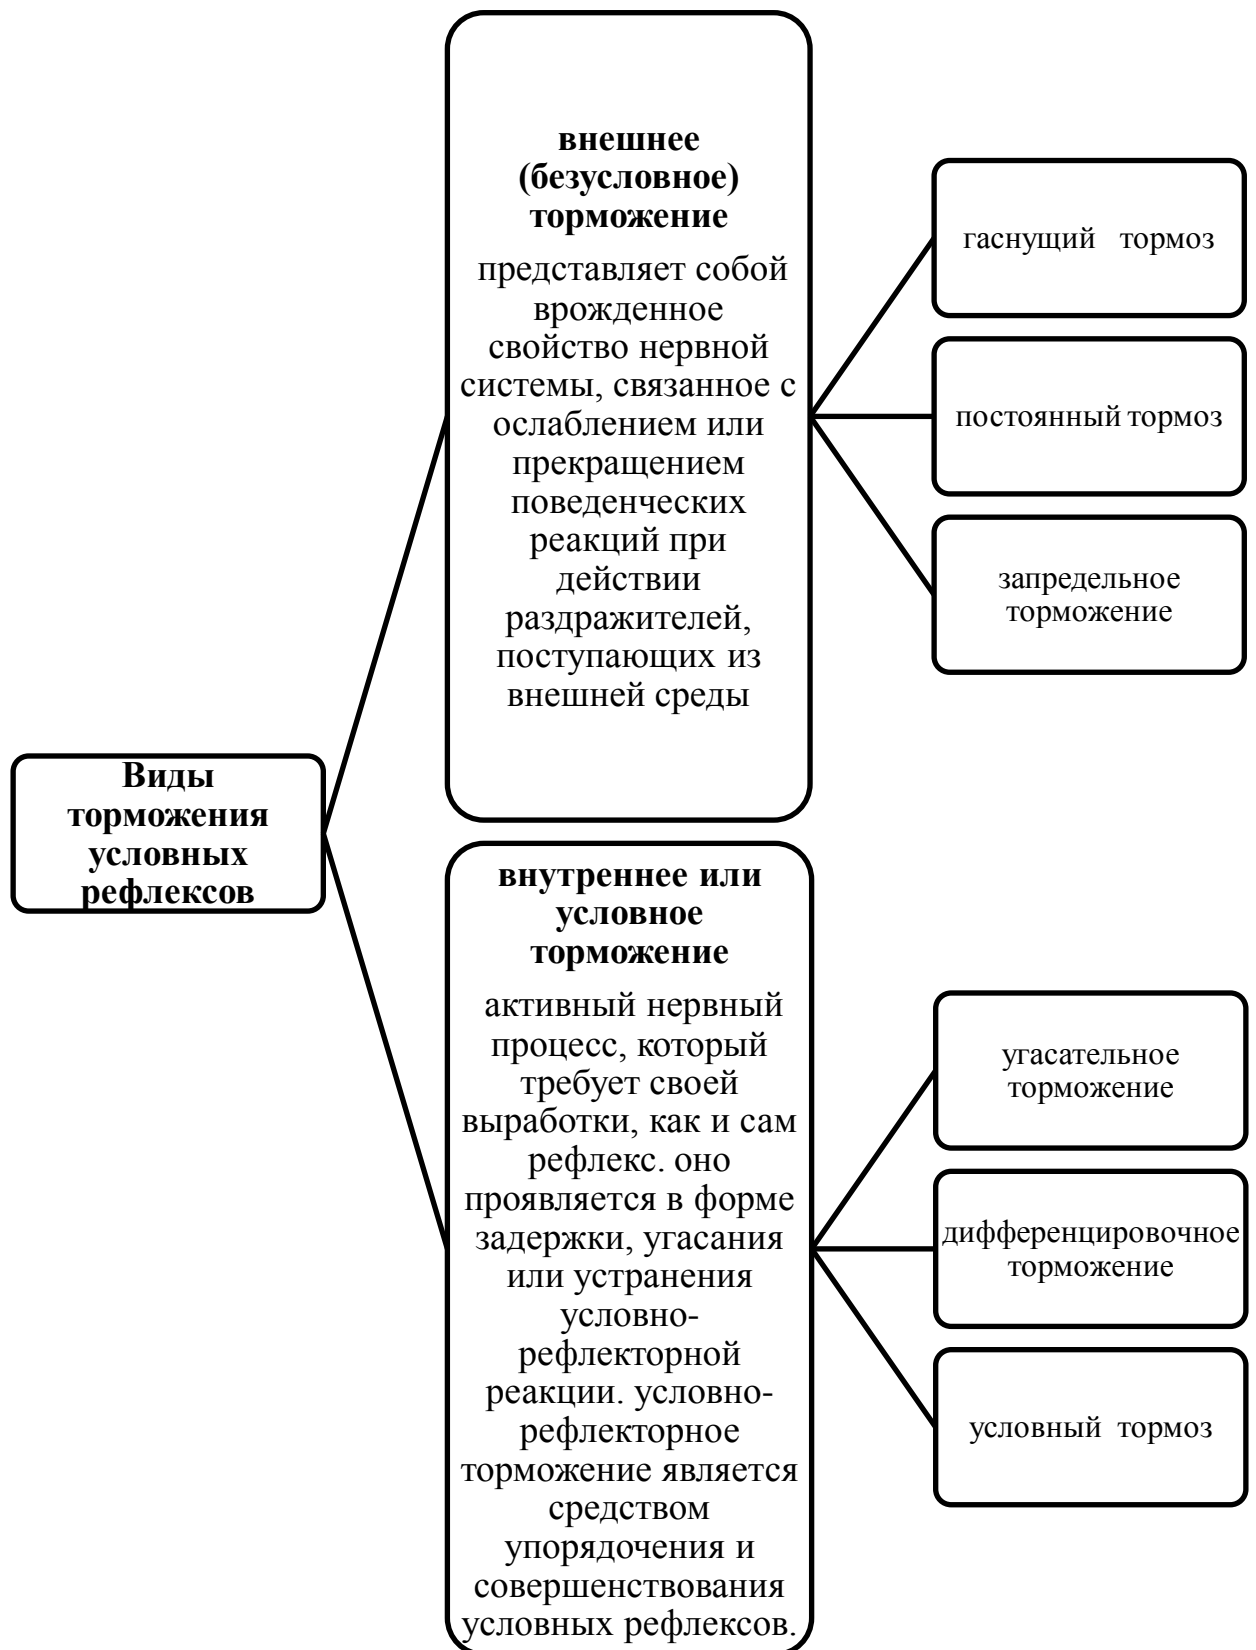 Виды
торможения
условных
рефлексов
внешнее
(безусловное)
торможение
представляет собой
врожденное
свойство нервной
системы, связанное с
ослаблением или
прекращением
поведенческих
реакций при
действии
раздражителей,
поступающих из
внешней среды
гаснущий тормоз
постоянный тормоз
запредельное
торможение
внутреннее или
условное
торможение
активный нервный
процесс, который
требует своей
выработки, как и сам
рефлекс. оно
проявляется в форме
задержки, угасания
или устранения
условно-
рефлекторной
реакции. условно-
рефлекторное
торможение является
средством
упорядочения и
совершенствования
условных рефлексов.
угасательное
торможение
дифференцировочное
торможение
условный тормоз